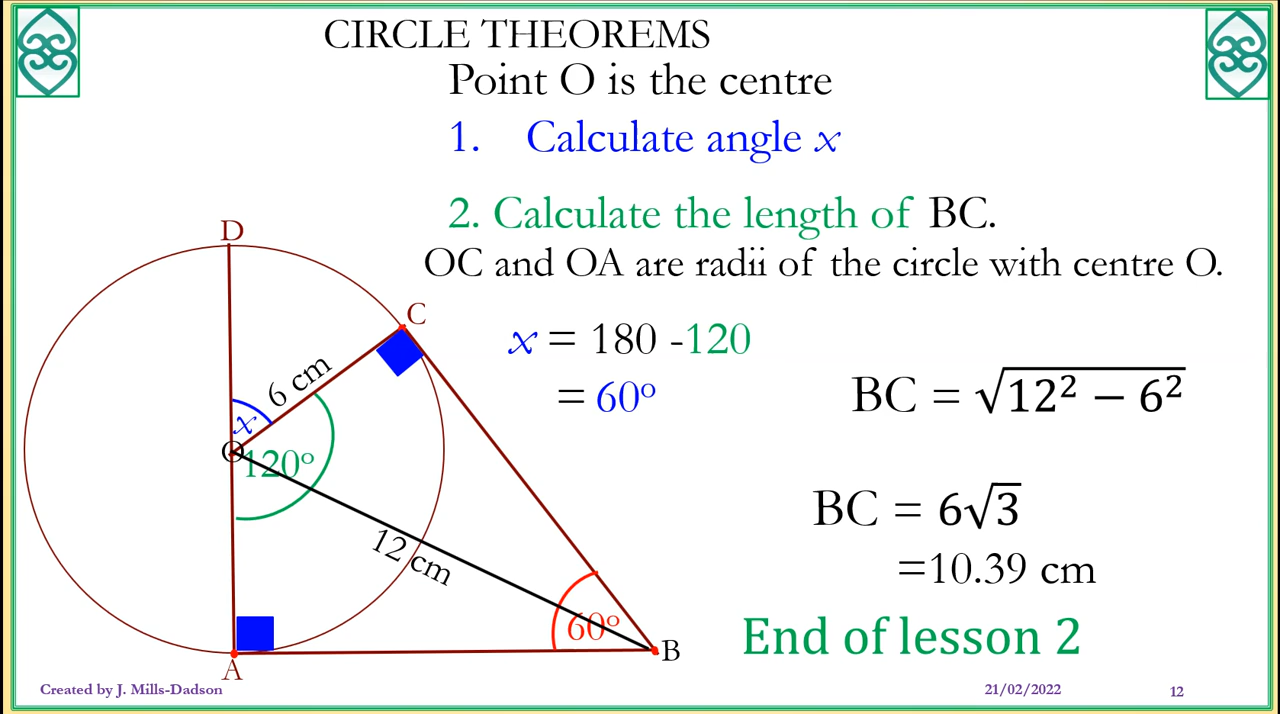 CIRCLE THEOREMS
Point O is the centre
1. Calculate angle x
2. Calculate the length of BC.
OC and OA are radii of the circle with centre O.
D
C
6 cm
x
O
120°
12 cm
60°
A
B
x = 180 -120
= 60°
BC = √12² − 6²
BC = 6√3
=10.39 cm
End of lesson 2
Created by J. Mills-Dadson
21/02/2022
12